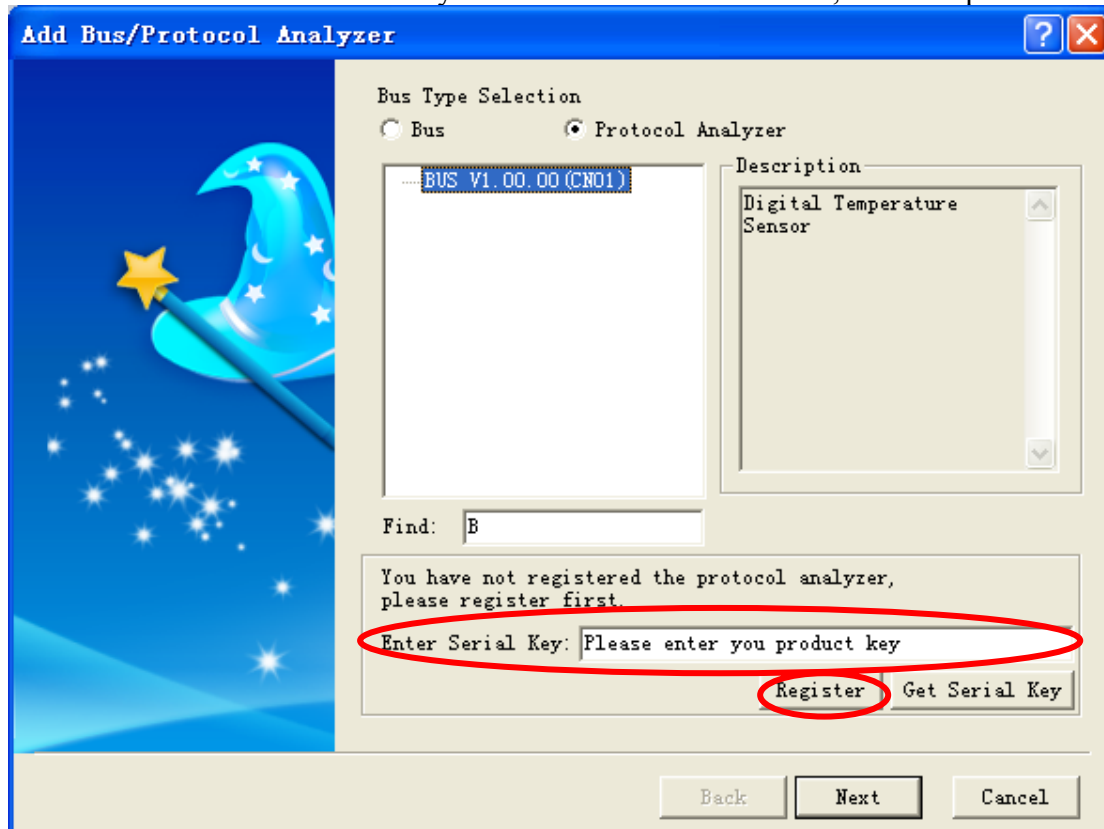 Add Bus/Protocol Analyzer
Bus Type Selection
Bus Protocol Analyzer
BUS V1.00.00(CN01)
Description
Digital Temperature
Sensor
Find: B
You have not registered the protocol analyzer,
please register first.
Enter Serial Key: Please enter you product key
Register Get Serial Key
Back Next Cancel